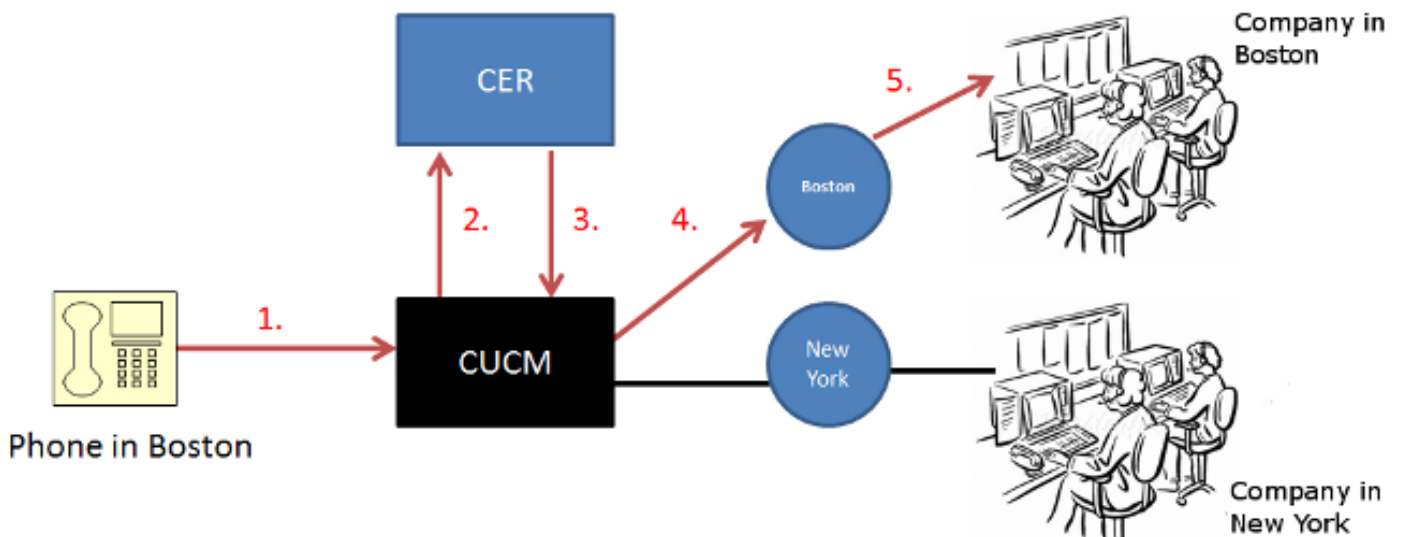 CER
Company in
Boston
5.
Boston
2.
3.
4.
1.
CUCM
New
York
Phone in Boston
Company in
New York